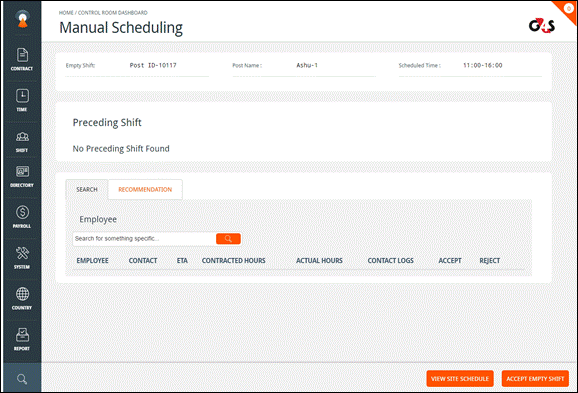 HOME / CONTROL ROOM DASHBOARD
Manual Scheduling
G4S
CONTRACT
TIME
SHIFT
DIRECTORY
PAYROLL
SYSTEM
COUNTRY
REPORT
Empty Shift: Post ID-10117 Post Name : Ashu-1 Scheduled Time : 11:00-16:00
Preceding Shift
No Preceding Shift Found
SEARCH RECOMMENDATION
Employee
Search for something specific...
EMPLOYEE CONTACT ETA CONTRACTED HOURS ACTUAL HOURS CONTACT LOGS ACCEPT REJECT
VIEW SITE SCHEDULE ACCEPT EMPTY SHIFT